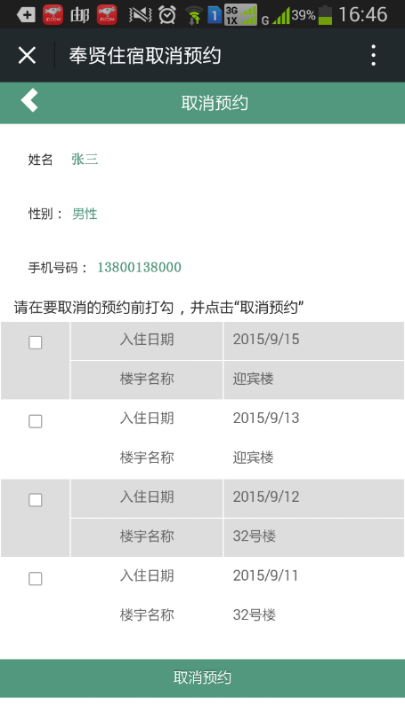 邮
1
3G
1X
G
39%
16:46
奉贤住宿取消预约
取消预约
姓名 张三
性别： 男性
手机号码： 13800138000
请在要取消的预约前打勾，并点击“取消预约”
入住日期 2015/9/15
楼宇名称 迎宾楼
入住日期 2015/9/13
楼宇名称 迎宾楼
入住日期 2015/9/12
楼宇名称 32号楼
入住日期 2015/9/11
楼宇名称 32号楼
取消预约